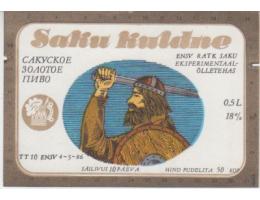 Saku kuldne
САКУСКОЕ
ЗОЛОТОЕ
ПИВО
ENSV RATK SAKU
EKSPERIMENTAAL-
ÕLLETEHAS
0,5 L
18%
TT 10 ENSV 4-5-86
SÄILIVUS 10 PÄEVA
HIND PUDELITA 50 KOP